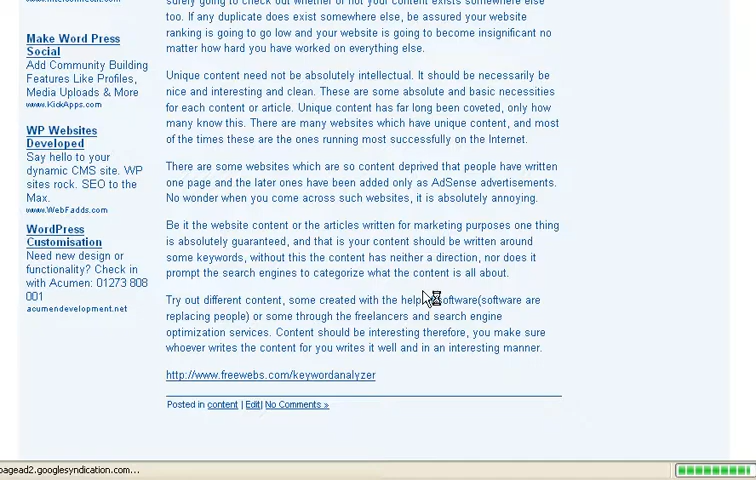 Make Word Press
Social
Add Community Building
Features Like Profiles,
Media Uploads & More
www.KickApps.com
WP Websites
Developed
Say hello to your
dynamic CMS site. WP
sites rock. SEO to the
Max.
www.WebFadds.com
WordPress
Customisation
Need new design or
functionality? Check in
with Acumen: 01273 808
001
acumendevelopment.net
surely going to check out whether or not your content exists somewhere else
too. If any duplicate does exist somewhere else, be assured your website
ranking is going to go low and your website is going to become insignificant no
matter how hard you have worked on everything else.
Unique content need not be absolutely intellectual. It should be necessarily be
nice and interesting and clean. These are some absolute and basic necessities
for each content or article. Unique content has far long been coveted, only how
many know this. There are many websites which have unique content, and most
of the times these are the ones running most successfully on the Internet.
There are some websites which are so content deprived that people have written
one page and the later ones have been added only as AdSense advertisements.
No wonder when you come across such websites, it is absolutely annoying.
Be it the website content or the articles written for marketing purposes one thing
is absolutely guaranteed, and that is your content should be written around
some keywords, without this the content has neither a direction, nor does it
prompt the search engines to categorize what the content is all about.
Try out different content, some created with the help software(software are
replacing people) or some through the freelancers and search engine
optimization services. Content should be interesting therefore, you make sure
whoever writes the content for you writes it well and in an interesting manner.
http://www.freewebs.com/keywordanalyzer
Posted in content | Edit| No Comments »
pagead2.googlesyndication.com...